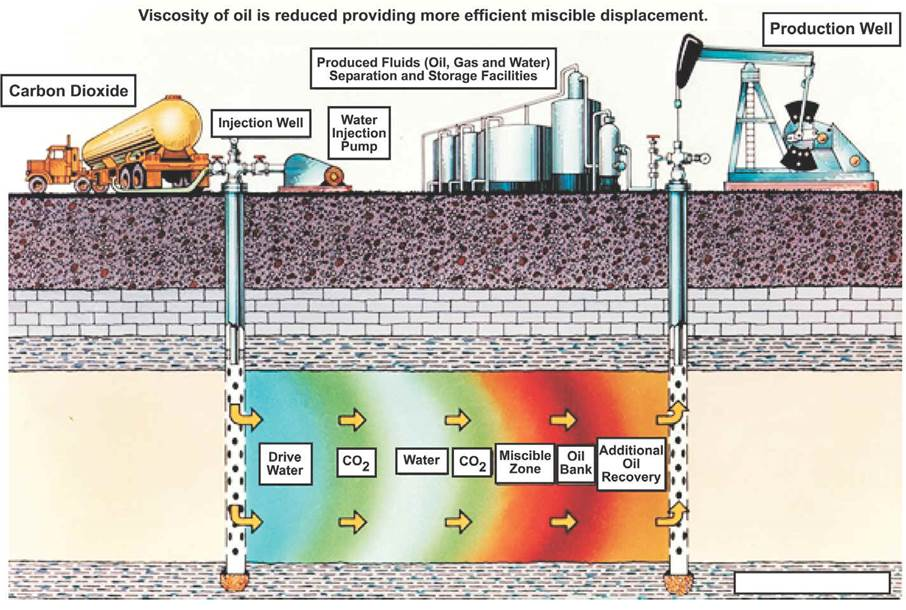 Viscosity of oil is reduced providing more efficient miscible displacement.
Production Well
Produced Fluids (Oil, Gas and Water)
Separation and Storage Facilities
Carbon Dioxide
Injection Well
Water
Injection
Pump
Drive
Water
CO2
Water
CO2
Miscible
Zone
Oil
Bank
Additional
Oil
Recovery